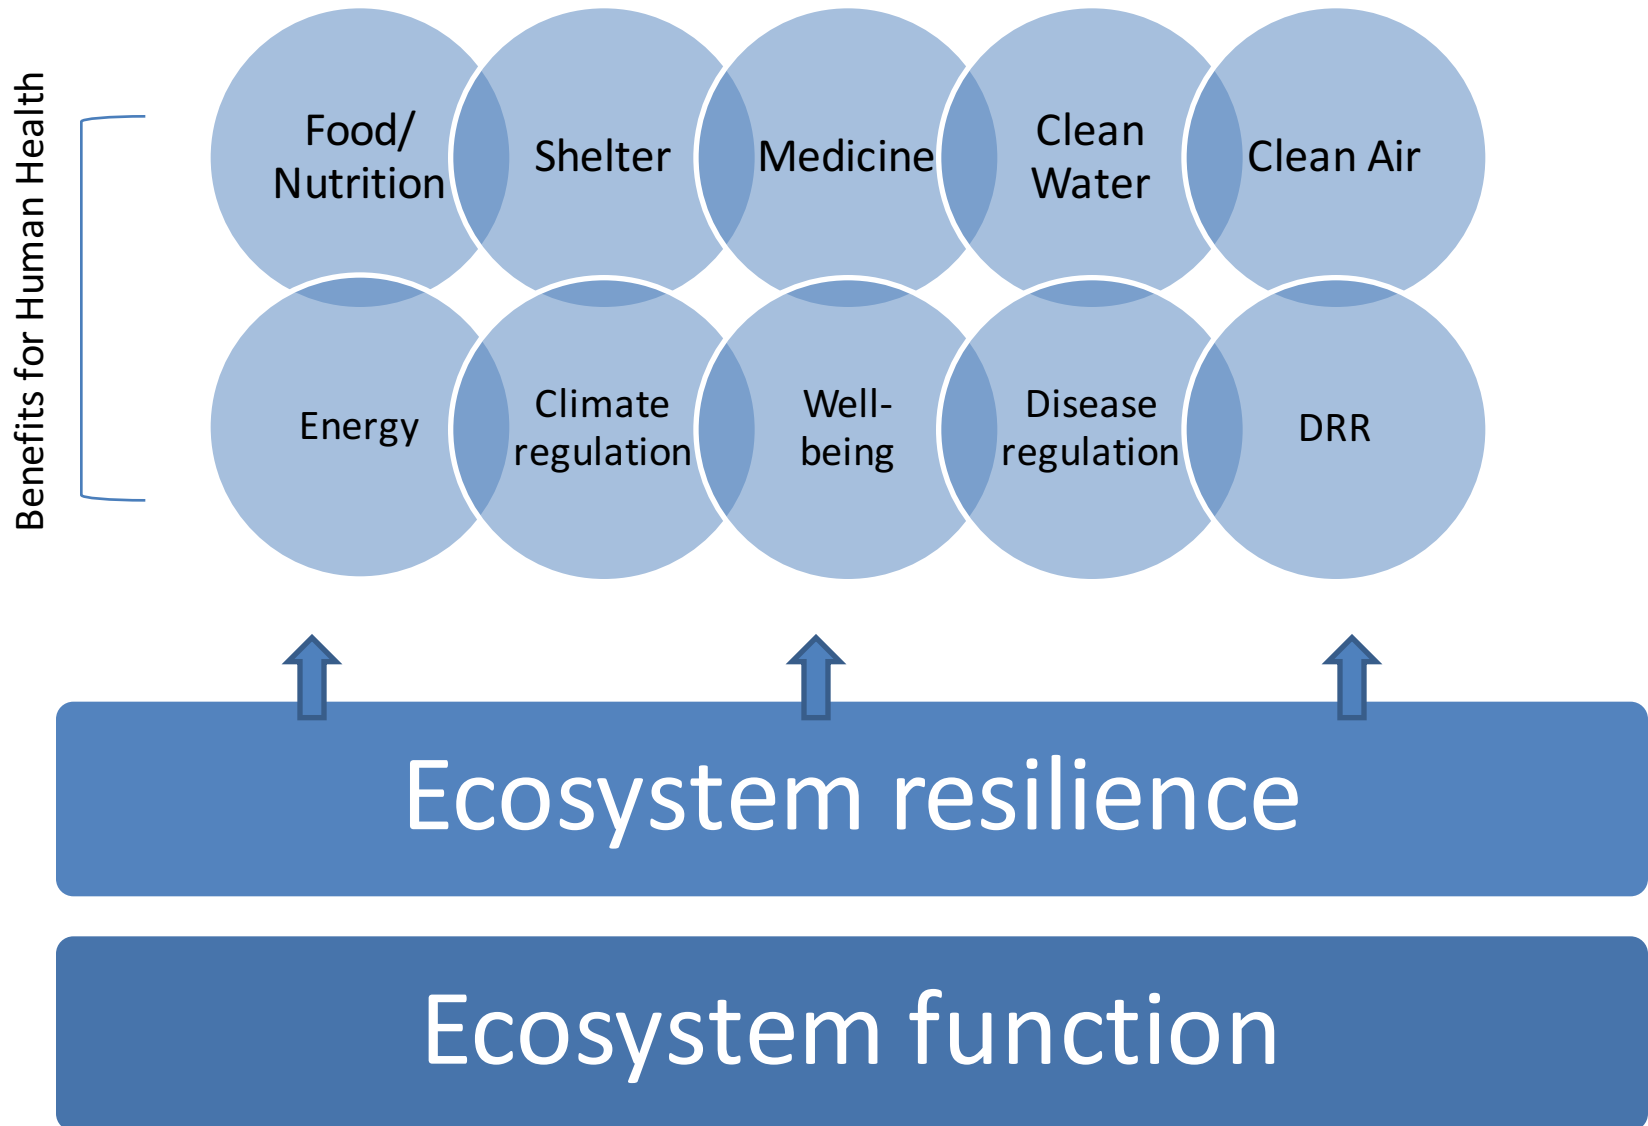 Benefits for Human Health
Food/
Nutrition
Shelter
Medicine
Clean
Water
Clean Air
Energy
Climate
regulation
Well-
being
Disease
regulation
DRR
Ecosystem resilience
Ecosystem function